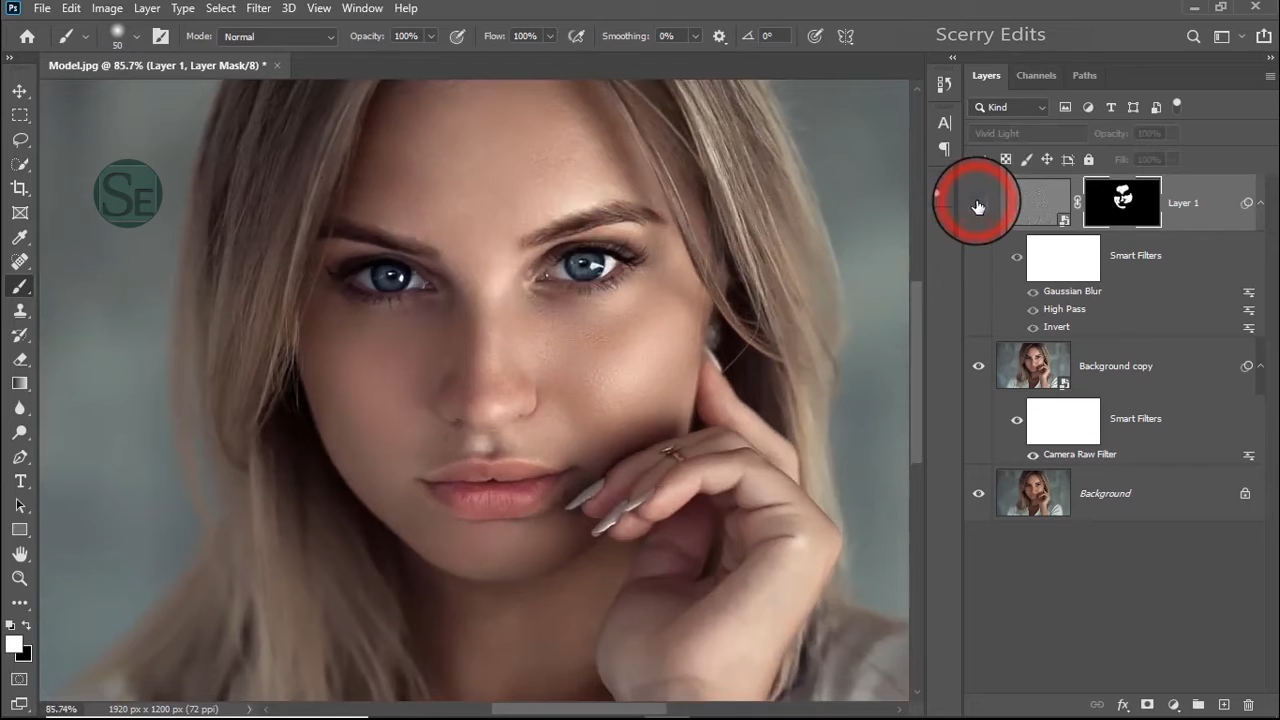 Ps File Edit Image Layer Type Select Filter 3D View Window Help
50 Mode: Normal Opacity: 100% Flow: 100% Smoothing: 0% 0° Scerry Edits
Model.jpg @ 85.7% (Layer 1, Layer Mask/8) *
Layers Channels Paths
Kind
Vivid Light Opacity: 100%
Fill: 100%
SE
Layer 1
Smart Filters
Gaussian Blur
High Pass
Invert
Background copy
Smart Filters
Camera Raw Filter
Background
85.74% 1920 px x 1200 px (72 ppi)